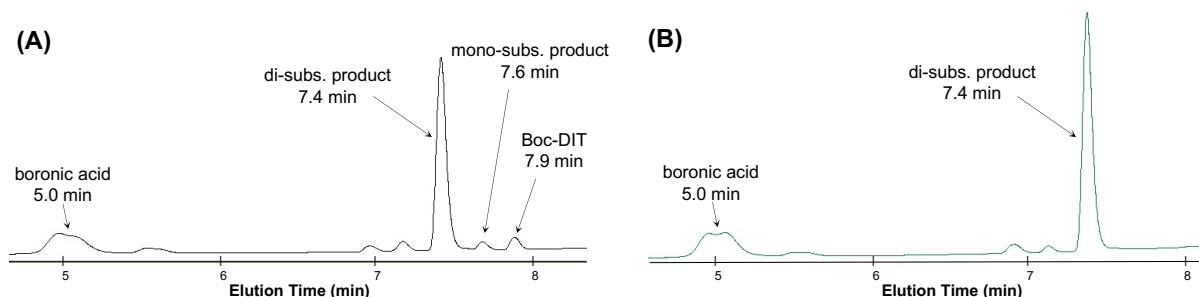 (A)
di-subs. product
7.4 min
mono-subs. product
7.6 min
Boc-DIT
7.9 min
boronic acid
5.0 min
5 6 7 8
Elution Time (min)
(B)
di-subs. product
7.4 min
boronic acid
5.0 min
5 6 7 8
Elution Time (min)